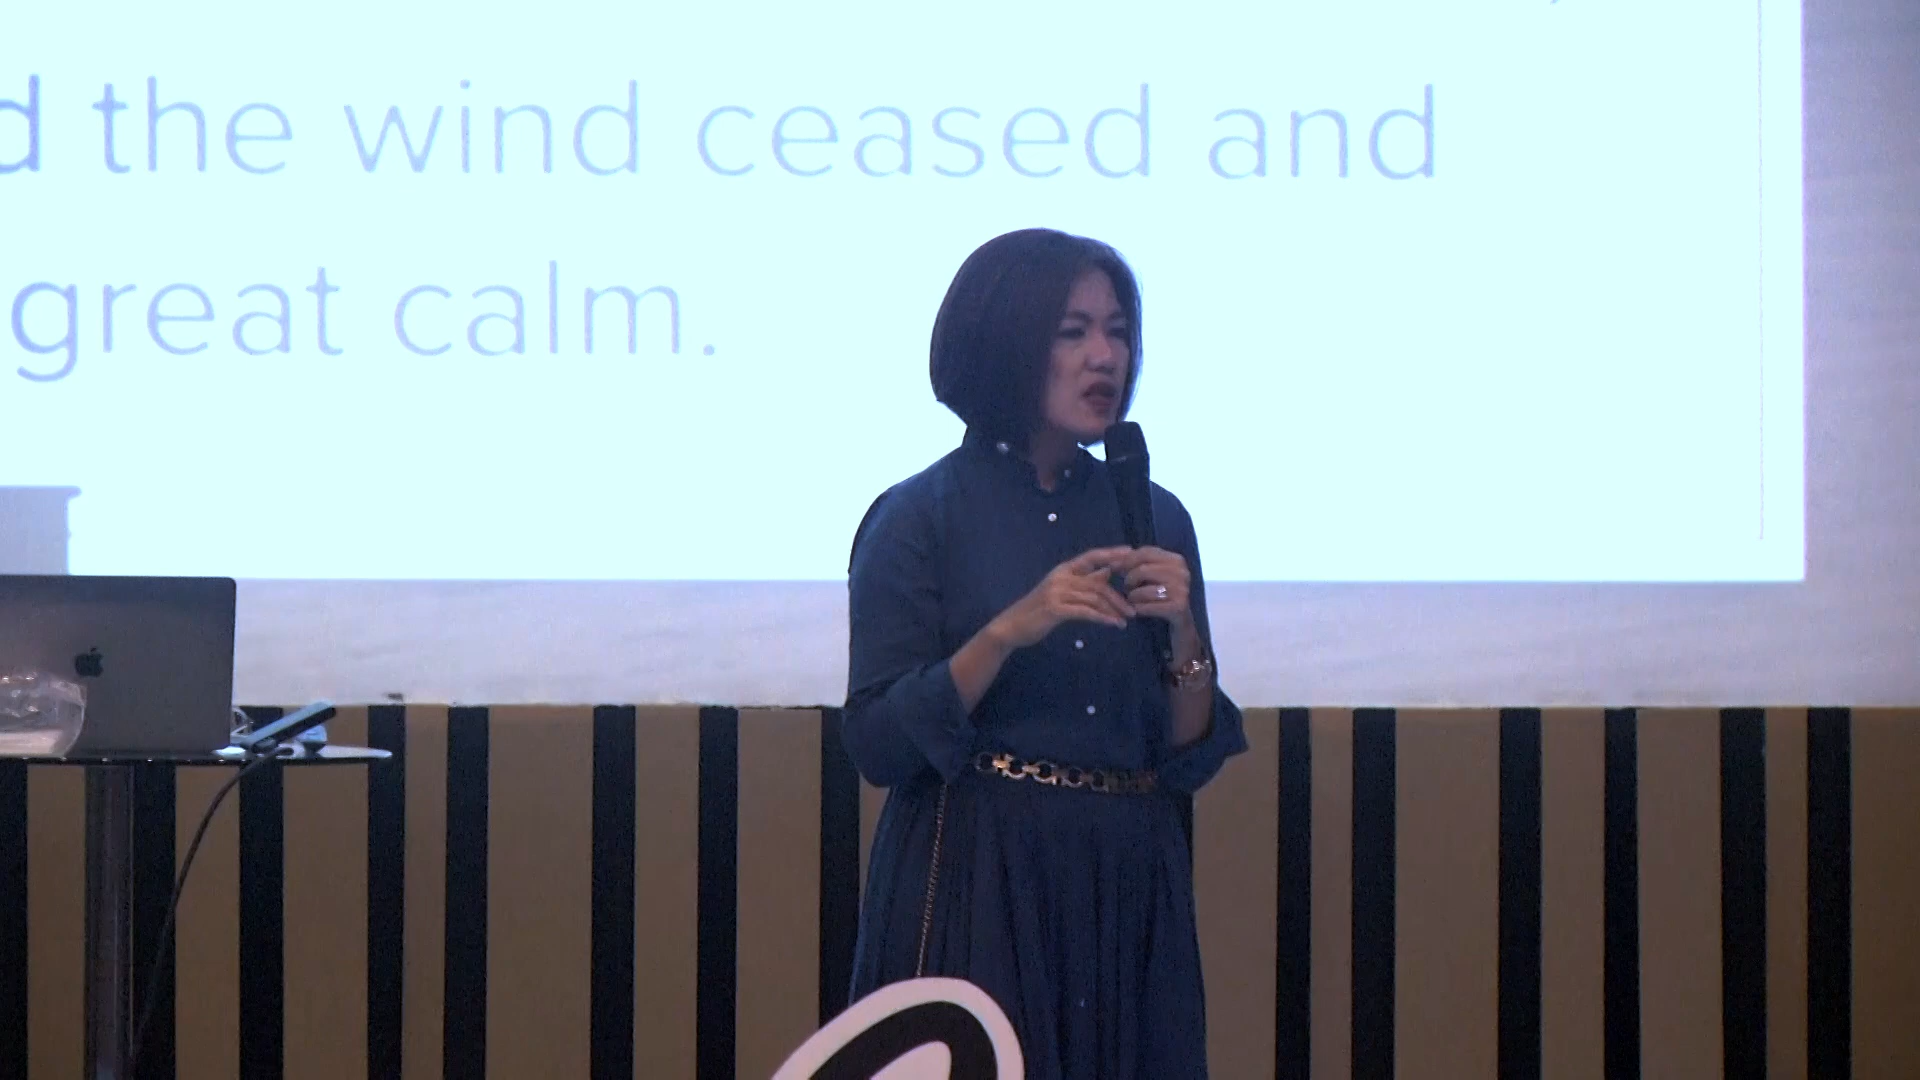 d the wind ceased and
great calm.